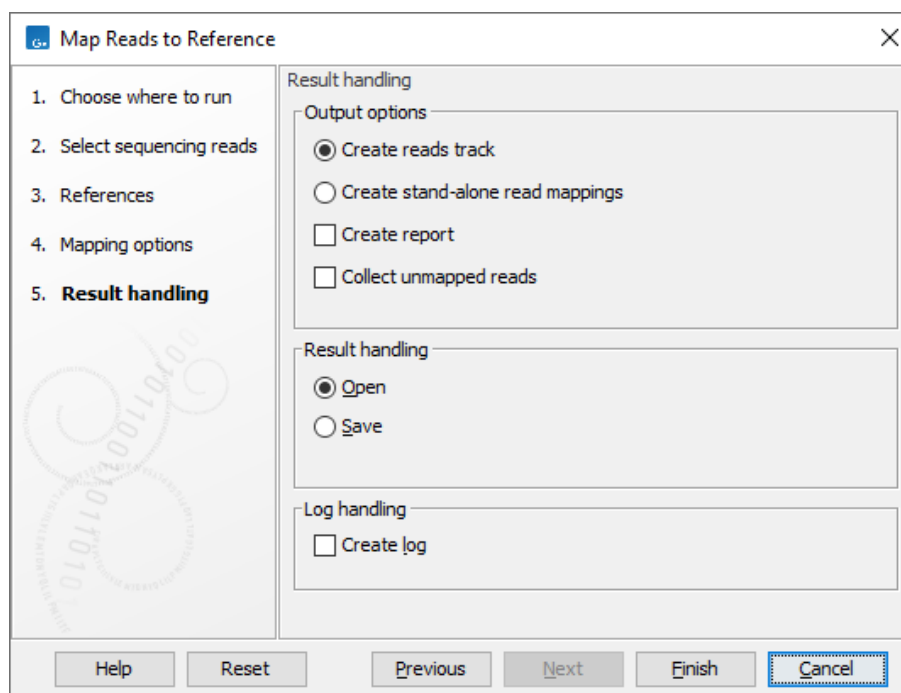 Map Reads to Reference
1. Choose where to run
2. Select sequencing reads
3. References
4. Mapping options
5. Result handling
Result handling
Output options
Create reads track
Create stand-alone read mappings
Create report
Collect unmapped reads
Result handling
Open
Save
Log handling
Create log
Help
Reset
Previous
Next
Finish
Cancel